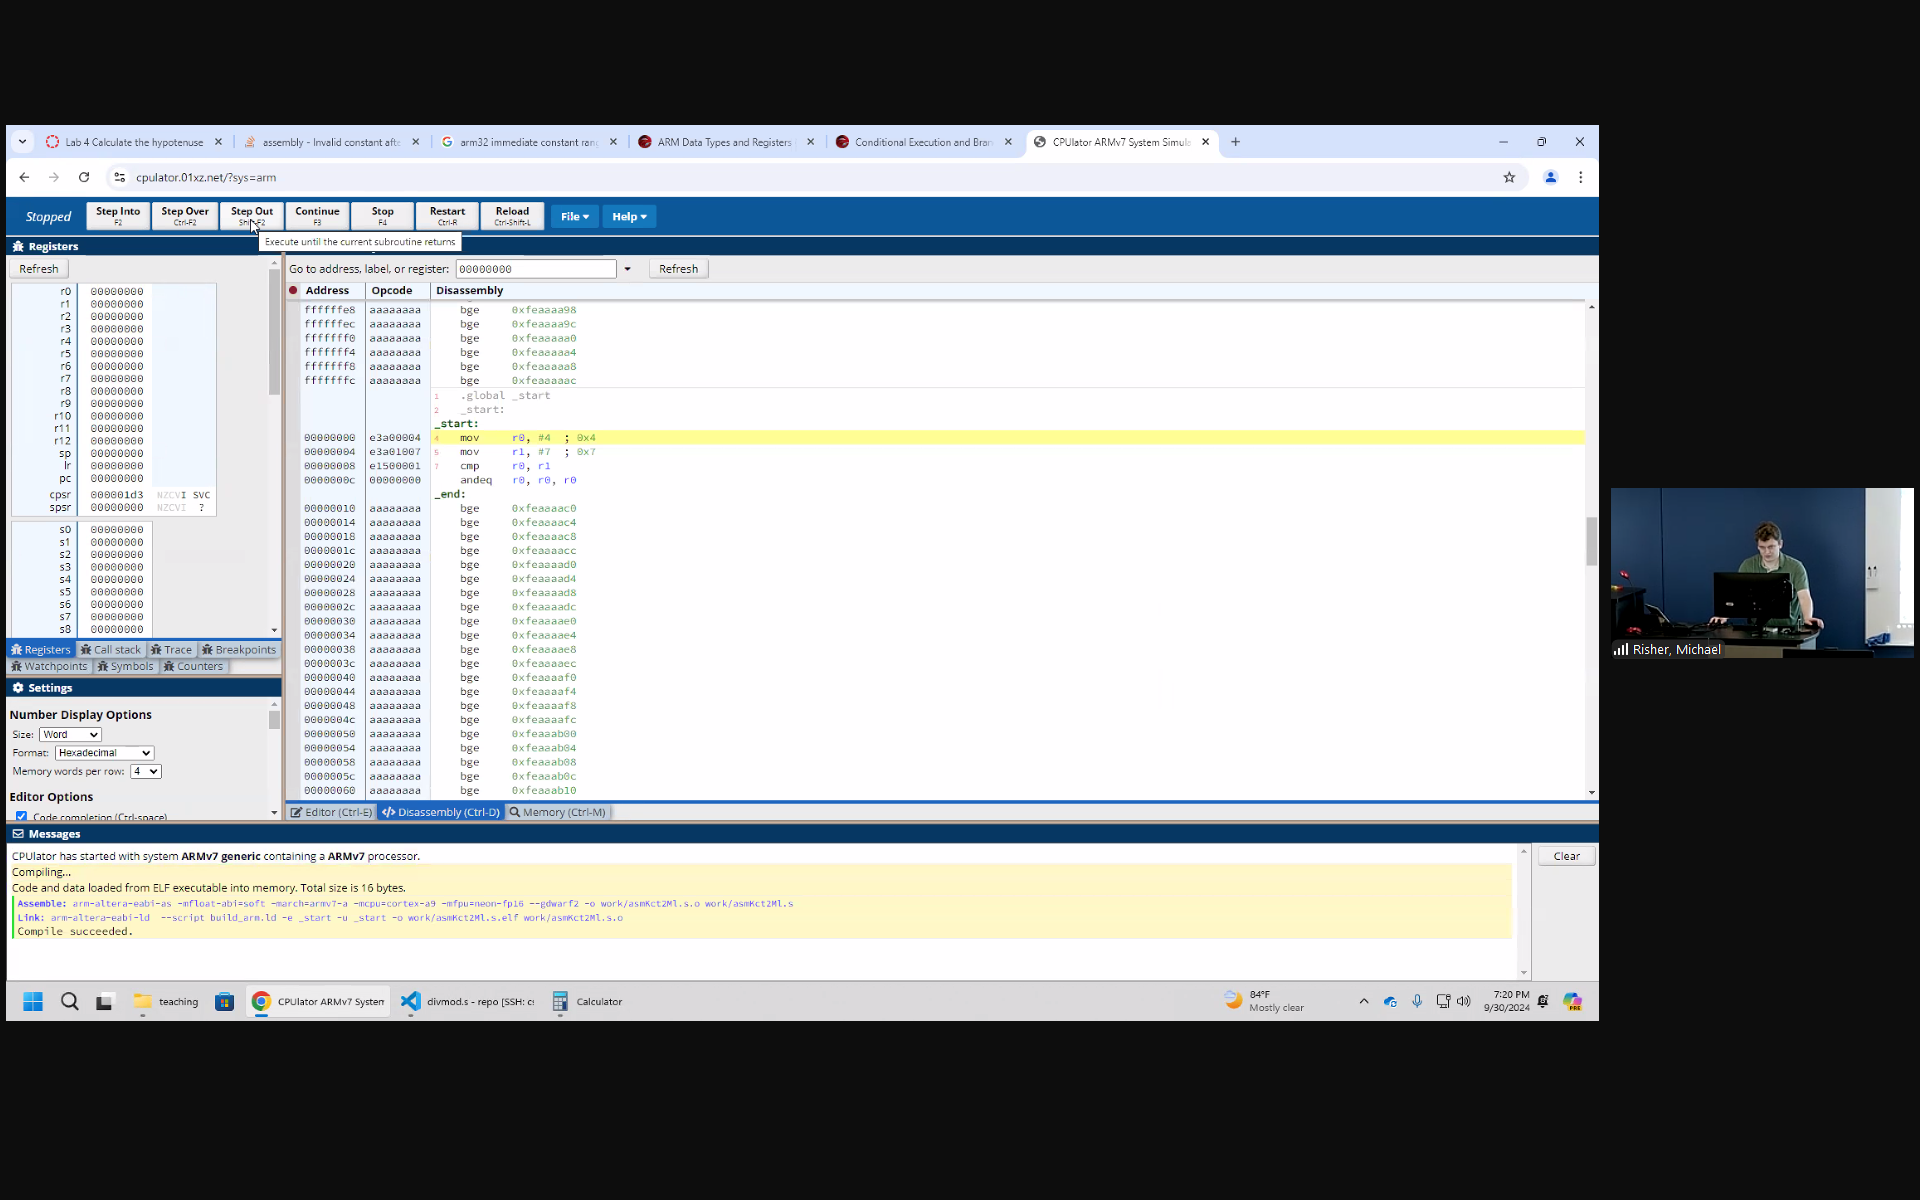 Lab 4 Calculate the hypotenuse
assembly - Invalid constant afte
arm32 immediate constant rang
ARM Data Types and Registers
Conditional Execution and Bran
CPUlator ARMv7 System Simula
cpulator.01xz.net/?sys=arm
Stopped
Step Into
F2
Step Over
Ctrl-F2
Step Out
Shift-F2
Continue
F3
Stop
F4
Restart
Ctrl-R
Reload
Ctrl-Shift-L
File
Help
Execute until the current subroutine returns
Registers
Refresh
r0 00000000
r1 00000000
r2 00000000
r3 00000000
r4 00000000
r5 00000000
r6 00000000
r7 00000000
r8 00000000
r9 00000000
r10 00000000
r11 00000000
r12 00000000
sp 00000000
lr 00000000
pc 00000000
cpsr 000001d3 NZCVI SVC
spsr 00000000 NZCVI ?
s0 00000000
s1 00000000
s2 00000000
s3 00000000
s4 00000000
s5 00000000
s6 00000000
s7 00000000
s8 00000000
Registers Call stack Trace Breakpoints
Watchpoints Symbols Counters
Settings
Number Display Options
Size: Word
Format: Hexadecimal
Memory words per row: 4
Editor Options
Code completion (Ctrl-space)
Go to address, label, or register: 00000000 Refresh
Address Opcode Disassembly
ffffffe8 aaaaaaaa bge 0xfeaaaa98
ffffffec aaaaaaaa bge 0xfeaaaa9c
fffffff0 aaaaaaaa bge 0xfeaaaaa0
fffffff4 aaaaaaaa bge 0xfeaaaaa4
fffffff8 aaaaaaaa bge 0xfeaaaaa8
fffffffc aaaaaaaa bge 0xfeaaaaac
1 .global _start
2 _start:
_start:
00000000 e3a00004 4 mov r0, #4 ; 0x4
00000004 e3a01007 5 mov r1, #7 ; 0x7
00000008 e1500001 7 cmp r0, r1
0000000c 00000000 andeq r0, r0, r0
_end:
00000010 aaaaaaaa bge 0xfeaaaac0
00000014 aaaaaaaa bge 0xfeaaaac4
00000018 aaaaaaaa bge 0xfeaaaac8
0000001c aaaaaaaa bge 0xfeaaaacc
00000020 aaaaaaaa bge 0xfeaaaad0
00000024 aaaaaaaa bge 0xfeaaaad4
00000028 aaaaaaaa bge 0xfeaaaad8
0000002c aaaaaaaa bge 0xfeaaaadc
00000030 aaaaaaaa bge 0xfeaaaae0
00000034 aaaaaaaa bge 0xfeaaaae4
00000038 aaaaaaaa bge 0xfeaaaae8
0000003c aaaaaaaa bge 0xfeaaaaec
00000040 aaaaaaaa bge 0xfeaaaaf0
00000044 aaaaaaaa bge 0xfeaaaaf4
00000048 aaaaaaaa bge 0xfeaaaaf8
0000004c aaaaaaaa bge 0xfeaaaafc
00000050 aaaaaaaa bge 0xfeaaab00
00000054 aaaaaaaa bge 0xfeaaab04
00000058 aaaaaaaa bge 0xfeaaab08
0000005c aaaaaaaa bge 0xfeaaab0c
00000060 aaaaaaaa bge 0xfeaaab10
Editor (Ctrl-E) Disassembly (Ctrl-D) Memory (Ctrl-M)
Messages
CPUlator has started with system ARMv7 generic containing a ARMv7 processor.
Compiling...
Code and data loaded from ELF executable into memory. Total size is 16 bytes.
Assemble: arm-altera-eabi-as -mfloat-abi=soft -march=armv7-a -mcpu=cortex-a9 -mfpu=neon-fp16 --gdwarf2 -o work/asmKct2Ml.s.o work/asmKct2Ml.s
Link: arm-altera-eabi-ld --script build_arm.ld -e _start -u _start -o work/asmKct2Ml.s.elf work/asmKct2Ml.s.o
Compile succeeded.
Clear
teaching
CPUlator ARMv7 System
divmod.s - repo [SSH: cs
Calculator
84°F
Mostly clear
7:20 PM
9/30/2024
Risher, Michael